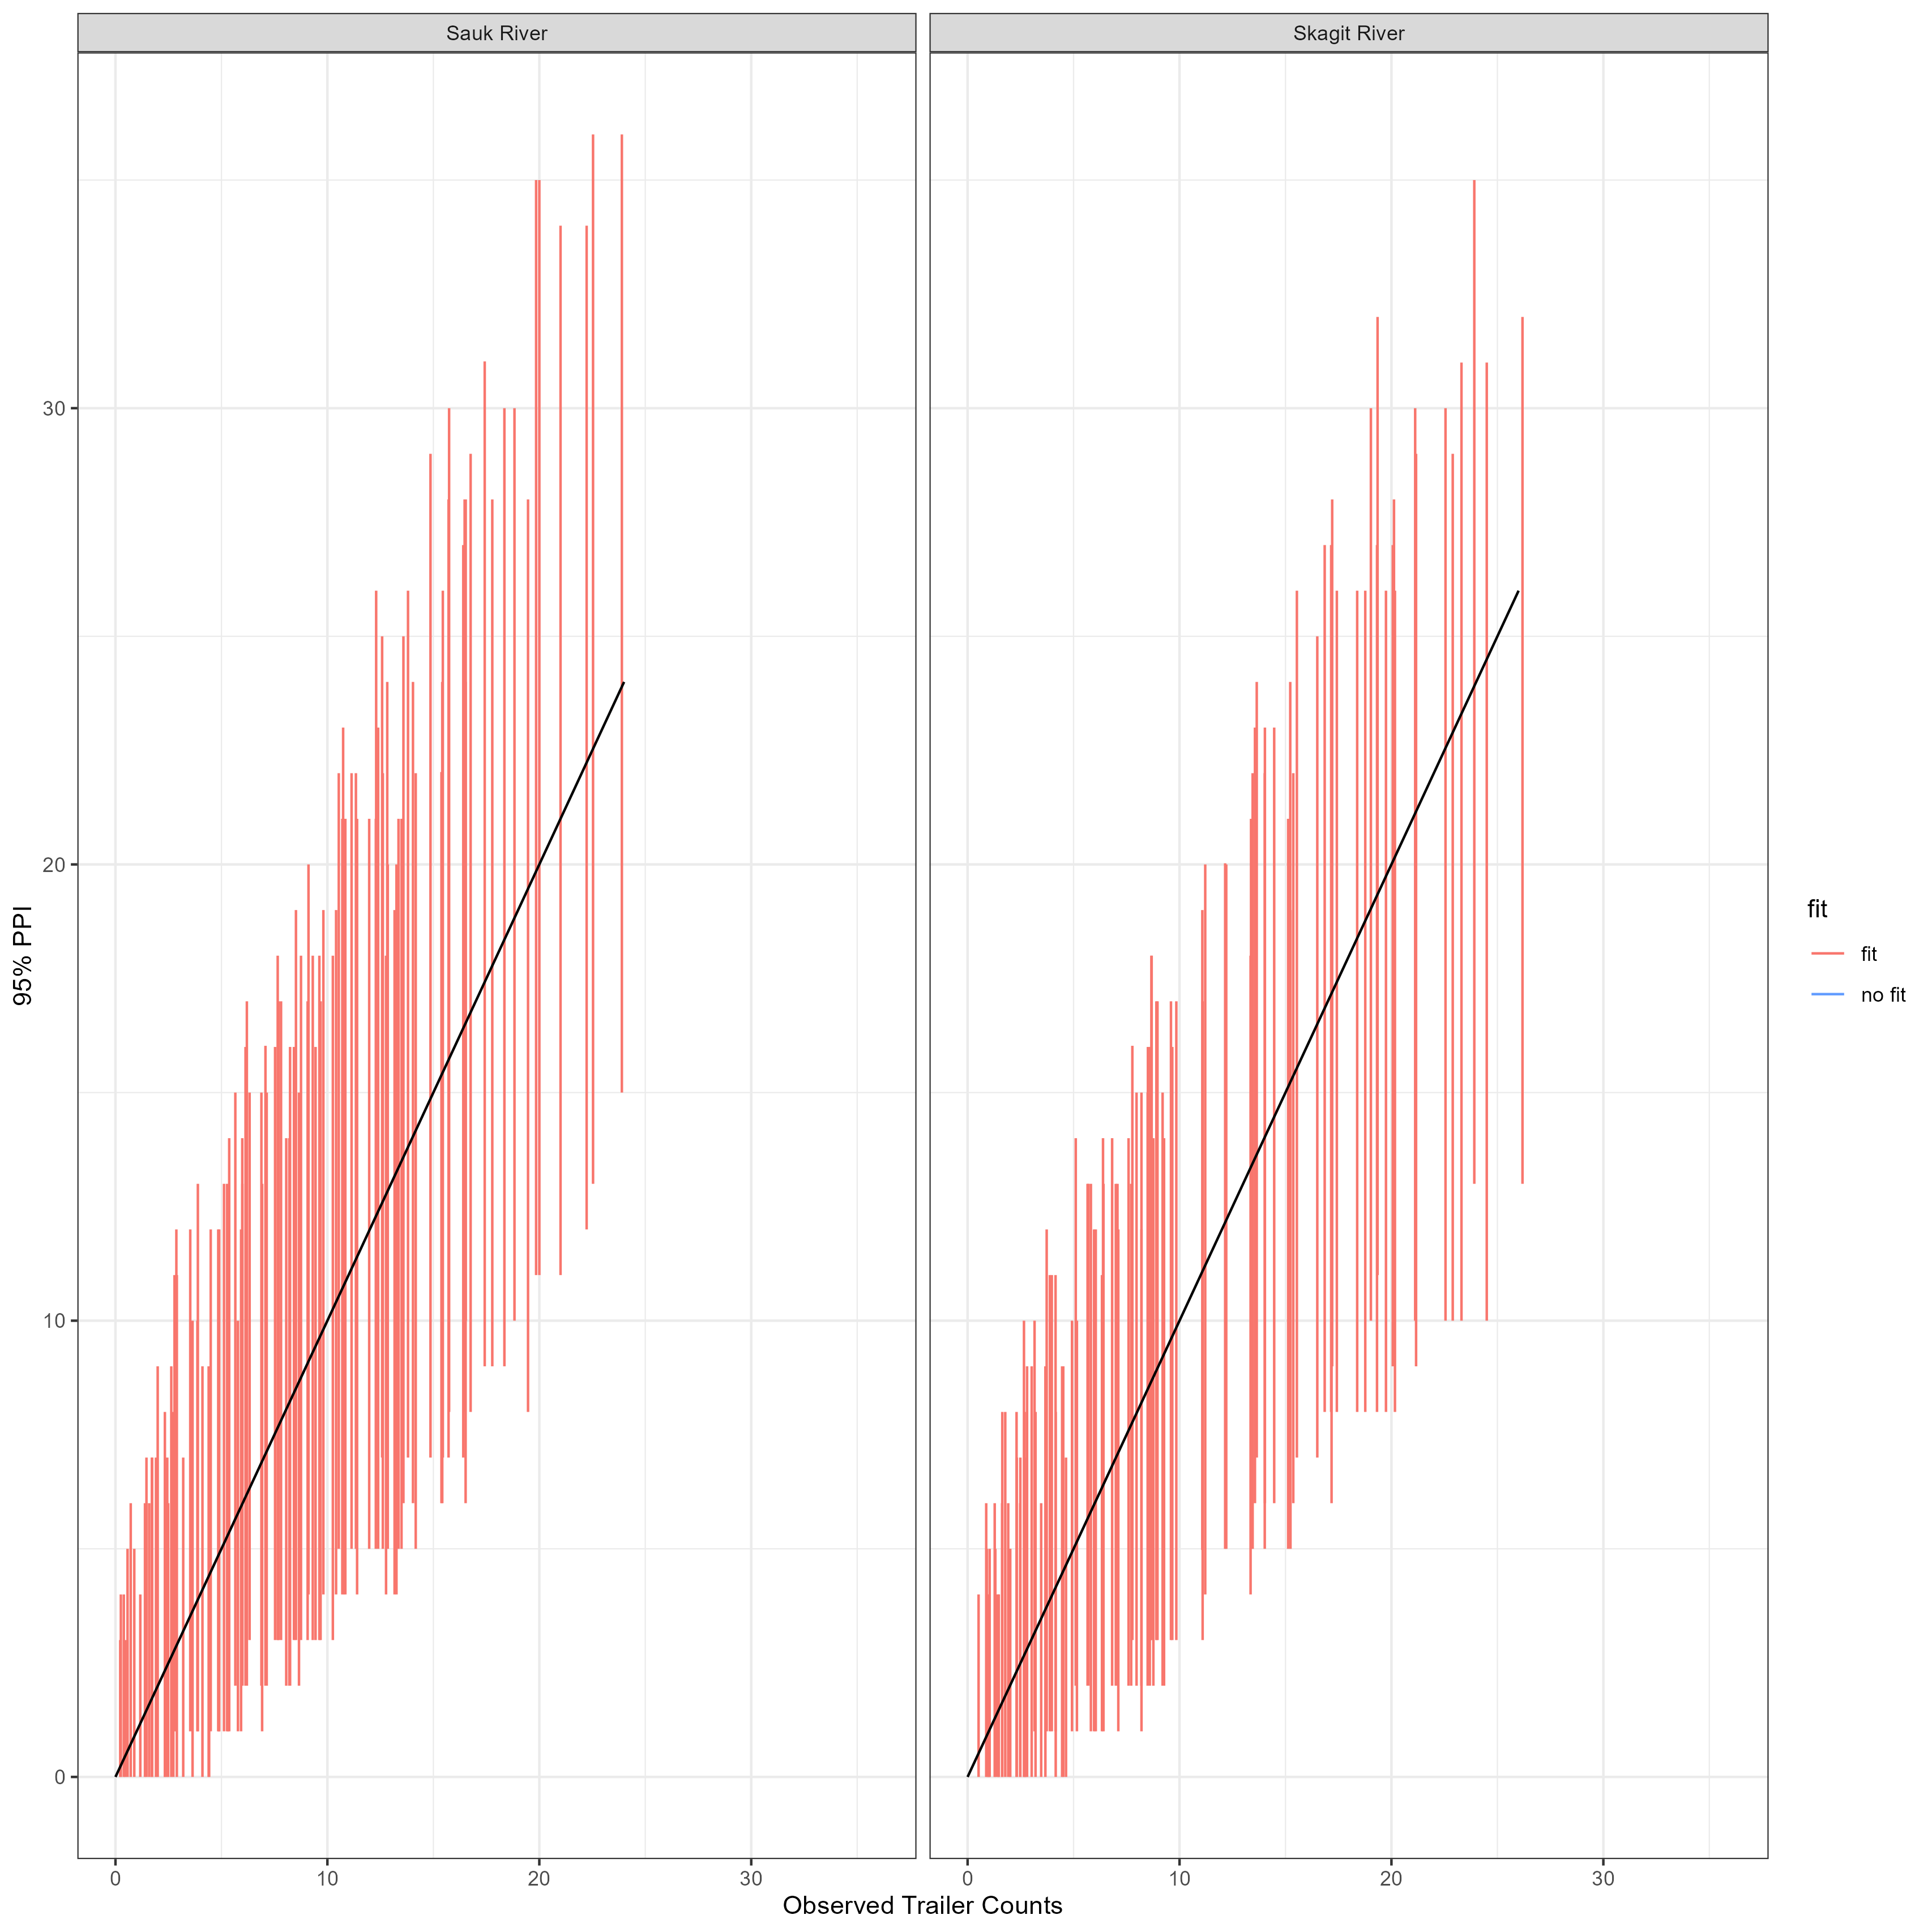 Sauk River
Skagit River
30
20
10
0
95% PPI
0 10 20 30
0 10 20 30
Observed Trailer Counts
fit
fit
no fit